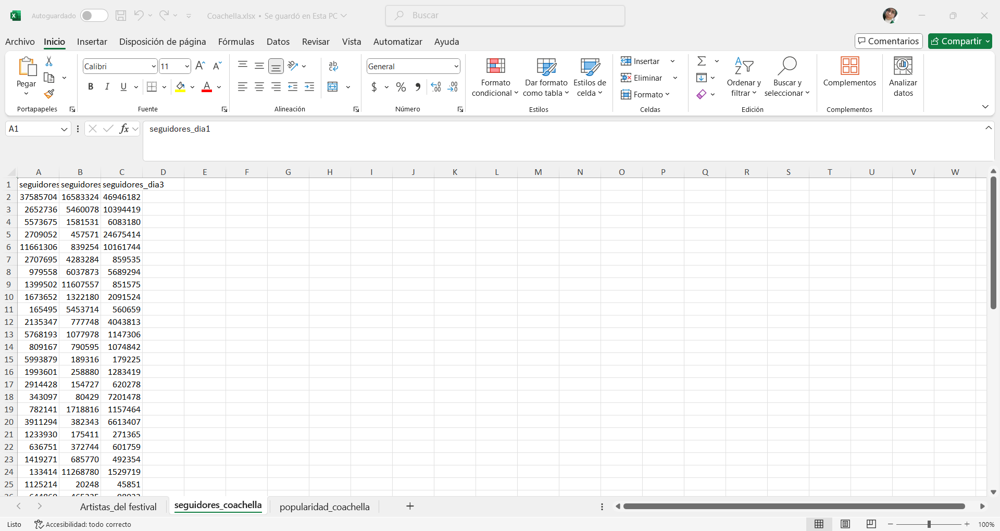 Autoguardado
Coachella.xlsx • Se guardó en Esta PC
Buscar
Archivo Inicio Insertar Disposición de página Fórmulas Datos Revisar Vista Automatizar Ayuda
Comentarios Compartir
Pegar
Portapapeles
Calibri 11
N I U
Fuente
Alineación
General
Número
Formato condicional
Dar formato como tabla
Estilos de celda
Estilos
Insertar
Eliminar
Formato
Celdas
Ordenar y filtrar
Buscar y seleccionar
Edición
Complementos
Complementos
Analizar datos
A1 fx seguidores_dia1
A B C D E F G H I J K L M N O P Q R S T U V W
1 seguidores seguidores seguidores_dia3
2 37585704 16583324 46946182
3 2652736 5460078 10394419
4 5573675 1581531 6083180
5 2709052 457571 24675414
6 11661306 839254 10161744
7 2707695 4283284 859535
8 979558 6037873 5689294
9 1399502 11607557 851575
10 1673652 1322180 2091524
11 165495 5453714 560659
12 2135347 777748 4043813
13 5768193 1077978 1147306
14 809167 790595 1074842
15 5993879 189316 179225
16 1993601 258880 1283419
17 2914428 154727 620278
18 343097 80429 7201478
19 782141 1718816 1157464
20 3911294 382343 6613407
21 1233930 175411 271365
22 636751 372744 601759
23 1419271 685770 492354
24 133414 11268780 1529719
25 1125214 20248 45851
Artistas_del festival seguidores_coachella popularidad_coachella
Listo Accesibilidad: todo correcto 100%